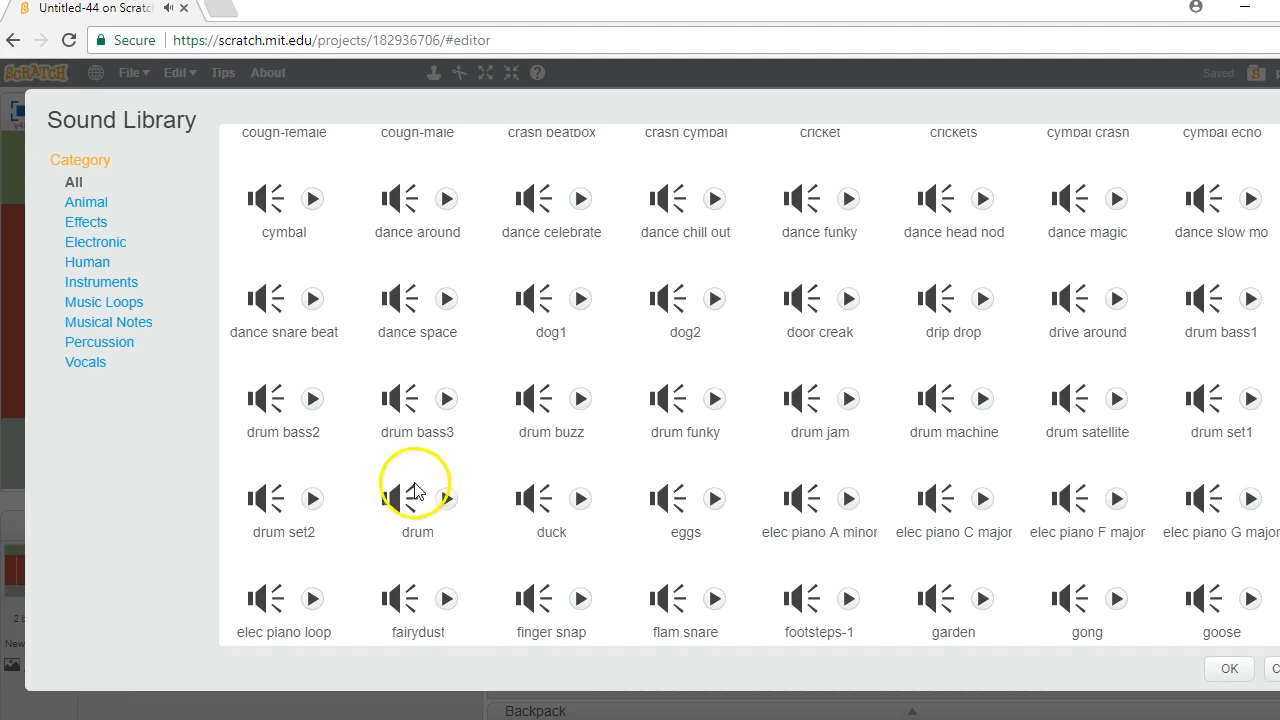 Untitled-44 on Scratc
Secure https://scratch.mit.edu/projects/182936706/#editor
SCRATCH File Edit Tips About Saved
Sound Library
Category
All
Animal
Effects
Electronic
Human
Instruments
Music Loops
Musical Notes
Percussion
Vocals
cough-female cough-male crash beatbox crash cymbal cricket crickets cymbal crash cymbal echo
cymbal dance around dance celebrate dance chill out dance funky dance head nod dance magic dance slow mo
dance snare beat dance space dog1 dog2 door creak drip drop drive around drum bass1
drum bass2 drum bass3 drum buzz drum funky drum jam drum machine drum satellite drum set1
drum set2 drum duck eggs elec piano A minor elec piano C major elec piano F major elec piano G major
elec piano loop fairydust finger snap flam snare footsteps-1 garden gong goose
OK C
New
Backpack